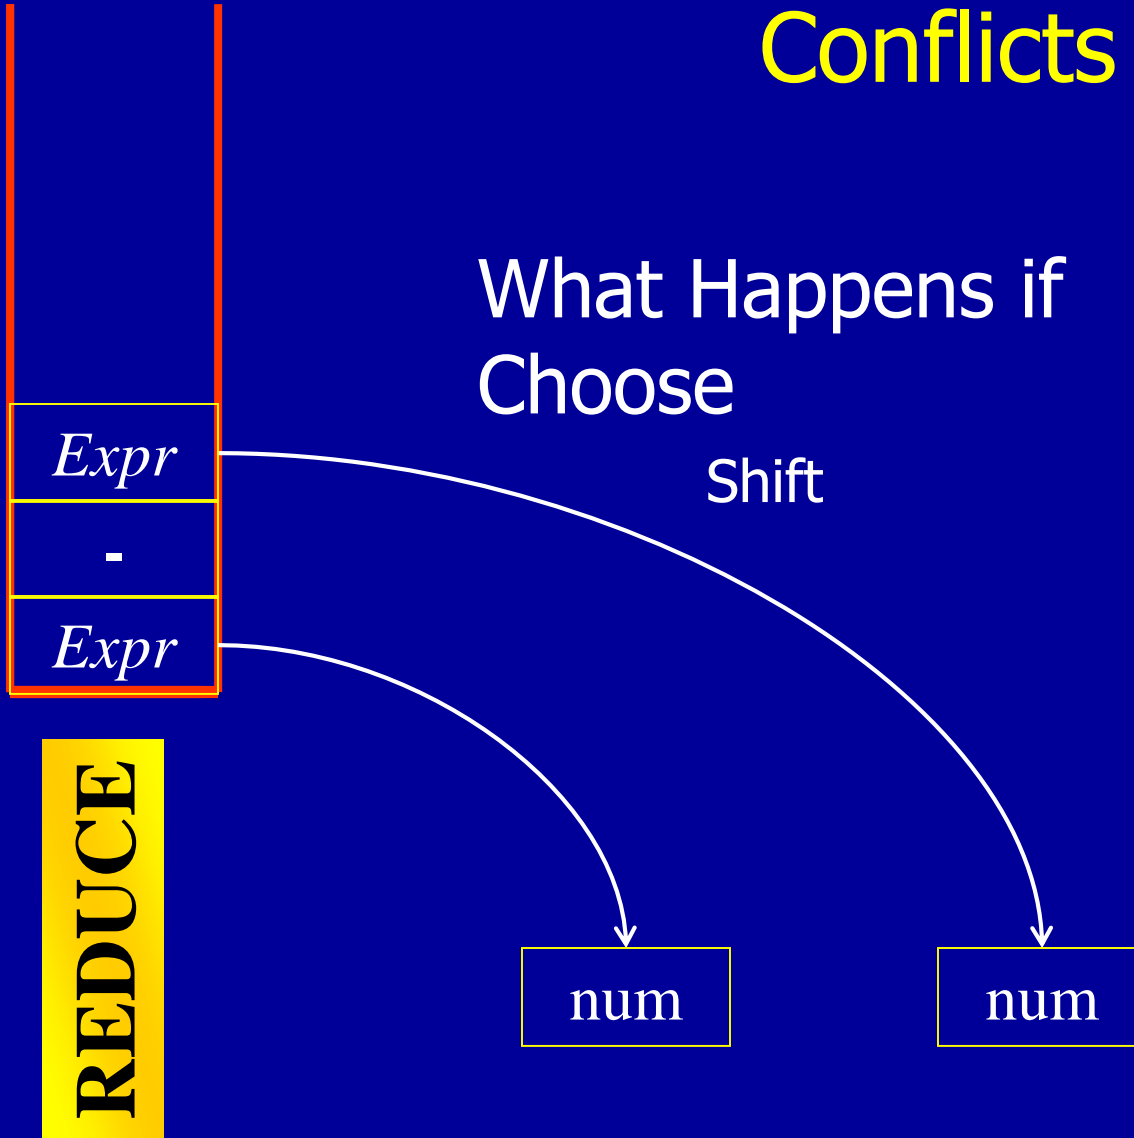 Conflicts
What Happens if
Choose
Shift
Expr
-
Expr
REDUCE
num
num